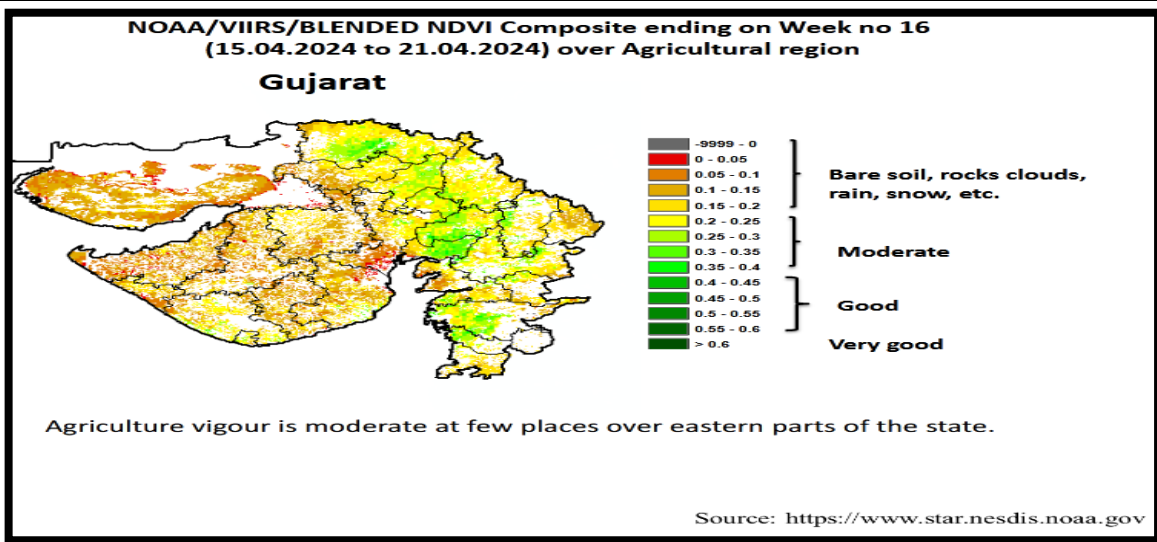 NOAA/VIIRS/BLENDED NDVI Composite ending on Week no 16
(15.04.2024 to 21.04.2024) over Agricultural region
Gujarat
-9999 - 0
0 - 0.05
0.05 - 0.1
0.1 - 0.15
0.15 - 0.2
0.2 - 0.25
0.25 - 0.3
0.3 - 0.35
0.35 - 0.4
0.4 - 0.45
0.45 - 0.5
0.5 - 0.55
0.55 - 0.6
> 0.6
Bare soil, rocks clouds,
rain, snow, etc.
Moderate
Good
Very good
Agriculture vigour is moderate at few places over eastern parts of the state.
Source: https://www.star.nesdis.noaa.gov